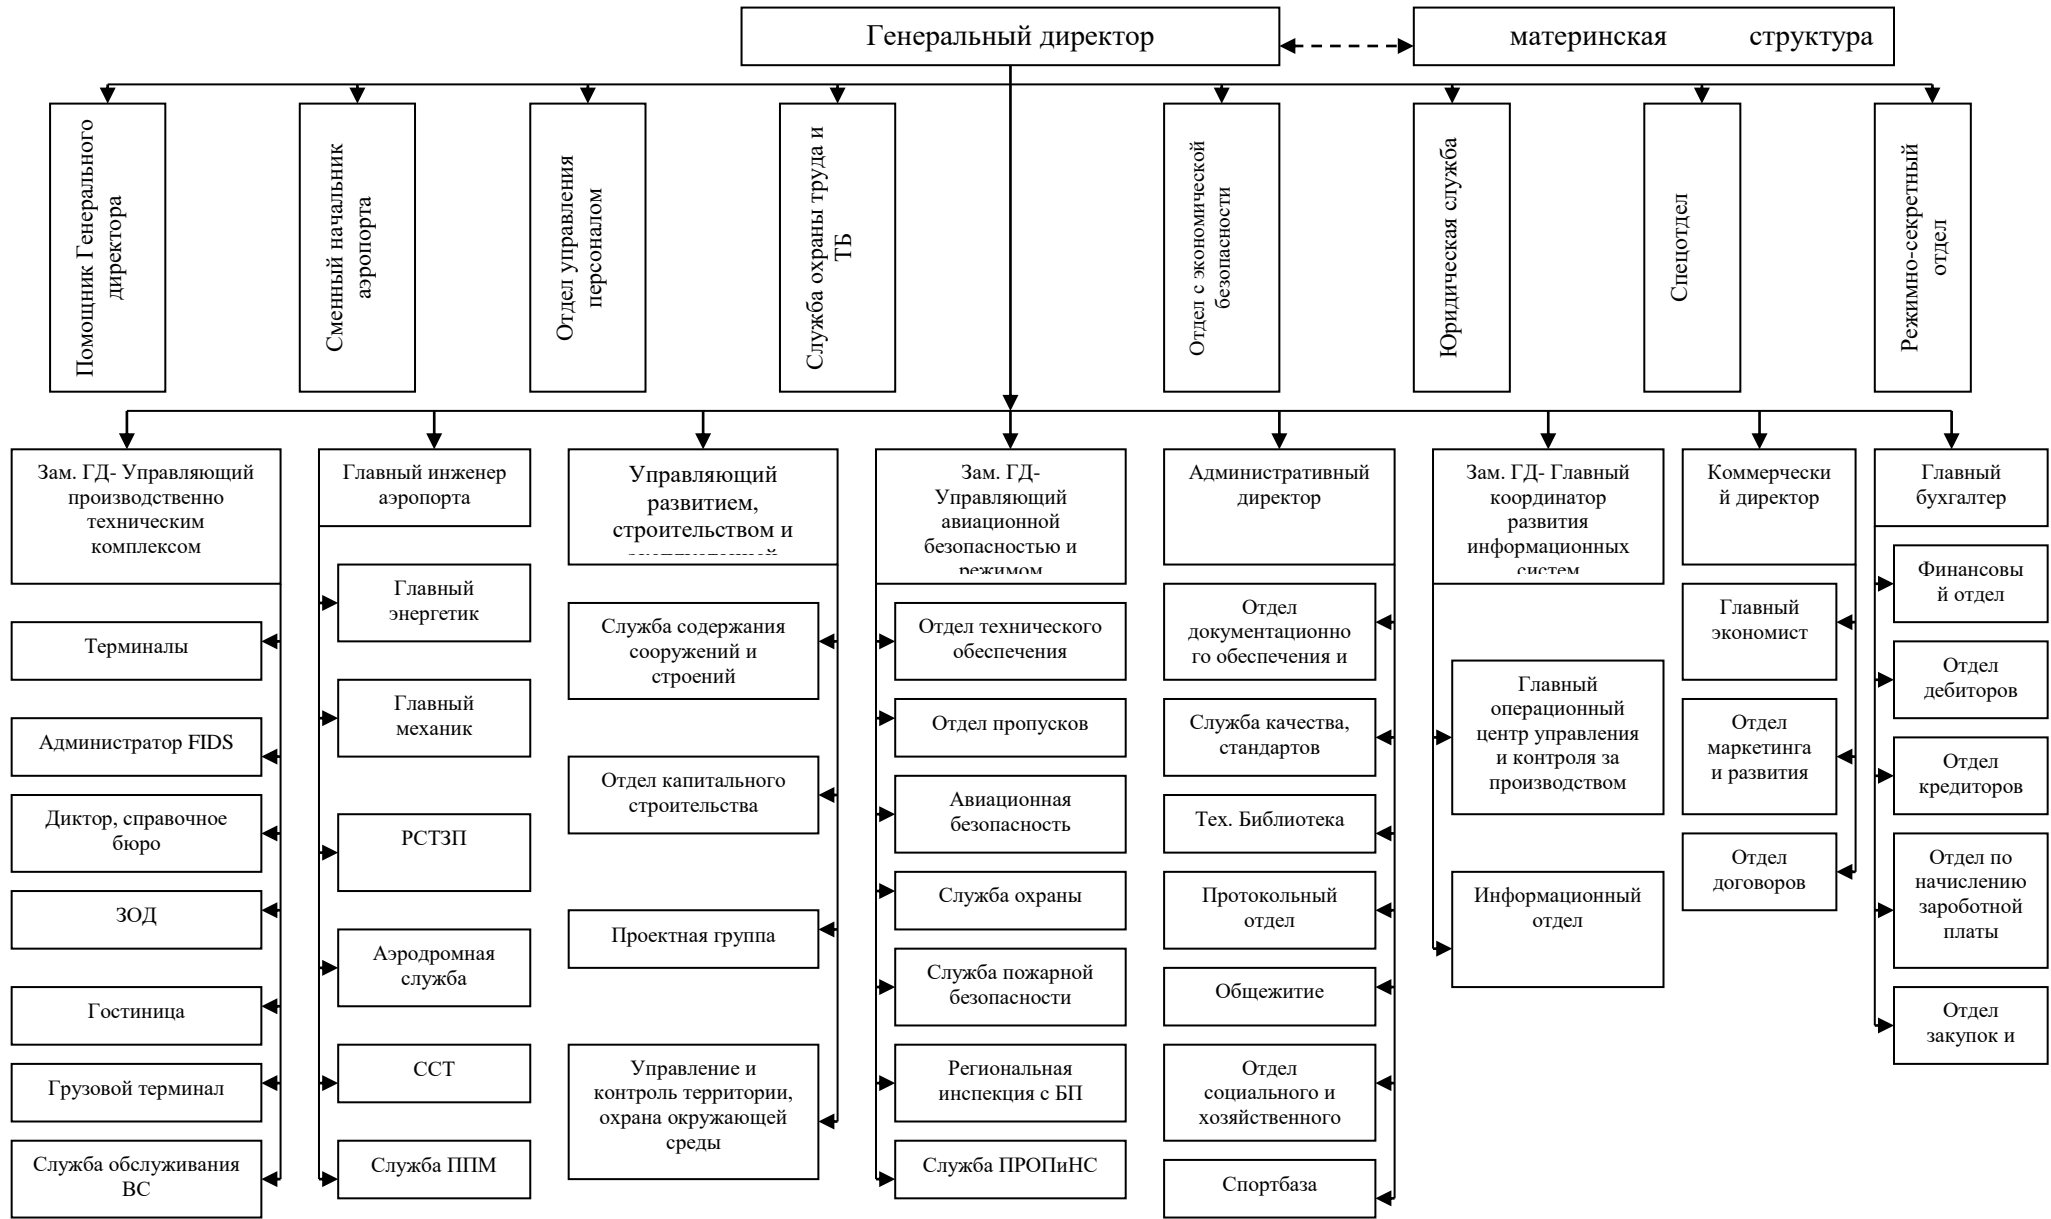 Генеральный директор
материнская структура
Помощник Генерального
директора
Сменный начальник
аэропорта
Отдел управления
персоналом
Служба охраны труда и
ТБ
Отдел с экономической
безопасности
Юридическая служба
Спецотдел
Режимно-секретный
отдел
Зам. ГД- Управляющий
производственно
техническим
комплексом
Терминалы
Администратор FIDS
Диктор, справочное
бюро
ЗОД
Гостиница
Грузовой терминал
Служба обслуживания
ВС
Главный инженер
аэропорта
Главный
энергетик
Главный
механик
РСТЗП
Аэродромная
служба
ССТ
Служба ППМ
Управляющий
развитием,
строительством и
Служба содержания
сооружений и
строений
Отдел капитального
строительства
Проектная группа
Управление и
контроль территории,
охрана окружающей
среды
Зам. ГД-
Управляющий
авиационной
безопасностью и
режимом
Отдел технического
обеспечения
Отдел пропусков
Авиационная
безопасность
Служба охраны
Служба пожарной
безопасности
Региональная
инспекция с БП
Служба ПРОПиНС
Административный
директор
Отдел
документационно
го обеспечения и
Служба качества,
стандартов
Тех. Библиотека
Протокольный
отдел
Общежитие
Отдел
социального и
хозяйственного
Спортбаза
Зам. ГД- Главный
координатор
развития
информационных
систем
Главный
операционный
центр управления
и контроля за
производством
Информационный
отдел
Коммерчески
й директор
Главный
экономист
Отдел
маркетинга
и развития
Отдел
договоров
Главный
бухгалтер
Финансовы
й отдел
Отдел
дебиторов
Отдел
кредиторов
Отдел по
начислению
зароботной
платы
Отдел
закупок и